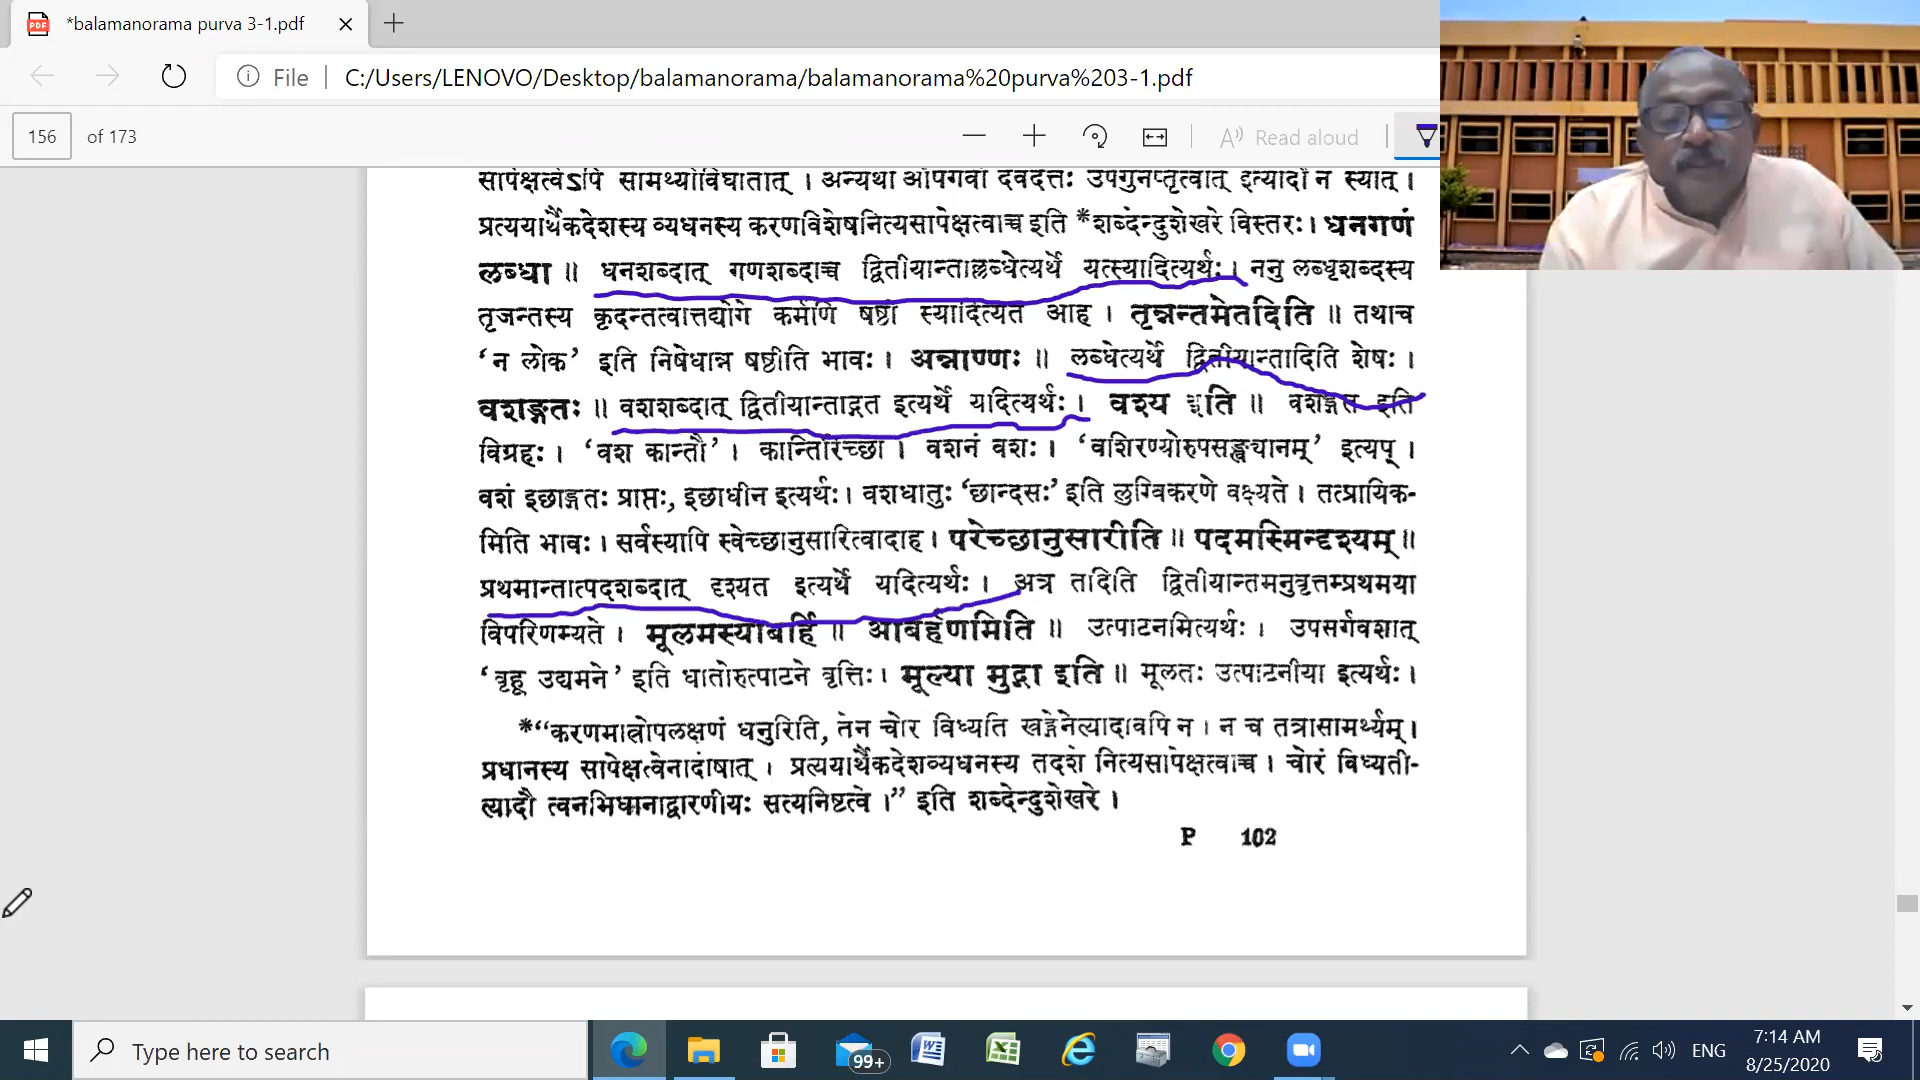 *balamanorama purva 3-1.pdf
File
C:/Users/LENOVO/Desktop/balamanorama/balamanorama%20purva%203-1.pdf
156 of 173
Read aloud
सापेक्षत्वेऽपि सामर्थ्याविघातात् । अन्यथा औपगवो देवदत्तः इत्यादौ न स्यात् ।
प्रत्ययार्थैकदेशस्य व्यधनस्य करणविशेषनित्यसापेक्षत्वाच्च इति *शब्देन्दुशेखरे विस्तरः । धनगणं
लब्धा ॥ धनशब्दात् गणशब्दाच्च द्वितीयान्ताल्लब्धेत्यर्थे यत्स्यादित्यर्थः । ननु लब्धृशब्दस्य
तृजन्तस्य कृदन्तत्वात्तद्योगे कर्मणि षष्ठी स्यादित्यत आह । तृन्नन्तमेतदिति ॥ तथाच
‘न लोक’ इति निषेधान्न षष्ठीति भावः । अन्नाण्णः ॥ लब्धेत्यर्थे द्वितीयान्तादिति शेषः ।
वशङ्गतः ॥ वशशब्दात् द्वितीयान्ताद्गत इत्यर्थे यदित्यर्थः । वश्य इति ॥ वशङ्गत इति
विग्रहः । ‘वश कान्तौ’ । कान्तिरिच्छा । वशनं वशः । ‘वशिरण्योरुपसङ्ख्यानम्’ इत्यप् ।
वशं इछाङ्गतः प्राप्तः, इछाधीन इत्यर्थः । वशधातुः ‘छान्दसः’ इति लुग्विकरणे वक्ष्यते । तत्प्रायिक-
मिति भावः । सर्वस्यापि स्वेच्छानुसारित्वादाह । परेच्छानुसारीति ॥ पदमस्मिन्दृश्यम् ॥
प्रथमान्तात्पदशब्दात् दृश्यत इत्यर्थे यदित्यर्थः । अत्र तदिति द्वितीयान्तमनुवृत्तम्प्रथमया
विपरिणम्यते । मूलमस्याबर्हि ॥ आबर्हणमिति ॥ उत्पाटनमित्यर्थः । उपसर्गवशात्
‘वृहू उद्यमने’ इति धातोरुत्पाटने वृत्तिः । मूल्या मुद्गा इति ॥ मूलतः उत्पाटनीया इत्यर्थः ।
*“करणमात्रोपलक्षणं धनुरिति, तेन चोर विध्यति खड्गेनेत्यादावपि न । न च तत्रासामर्थ्यम् ।
प्रधानस्य सापेक्षत्वेनादोषात् । प्रत्ययार्थैकदेशव्यधनस्य तदंशे नित्यसापेक्षत्वाच्च । चोरं विध्यती-
त्यादौ त्वनभिधानाद्वारणीयः सत्यनिष्टत्वे ।” इति शब्देन्दुशेखरे ।
P 102
Type here to search
99+
ENG
7:14 AM
8/25/2020